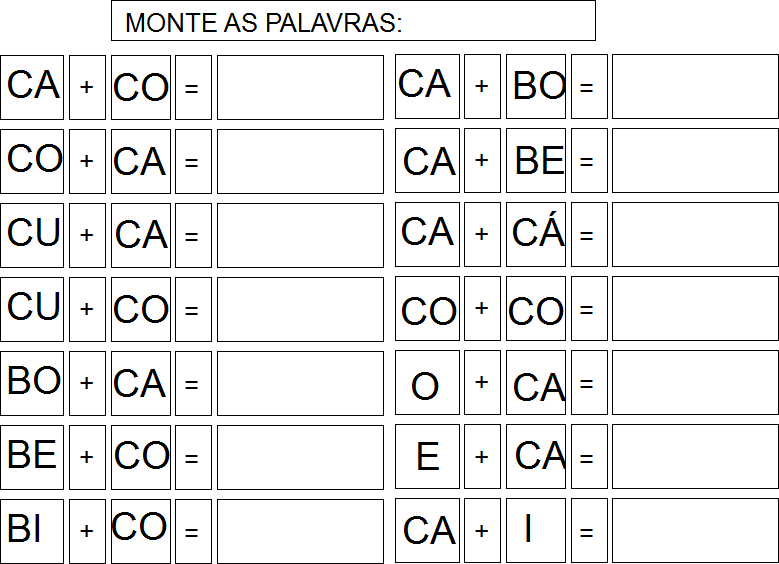 MONTE AS PALAVRAS:
CA + CO = CA + BO =
CO + CA = CA + BE =
CU + CA = CA + CÁ =
CU + CO = CO + CO =
BO + CA = O + CA =
BE + CO = E + CA =
BI + CO = CA + I =